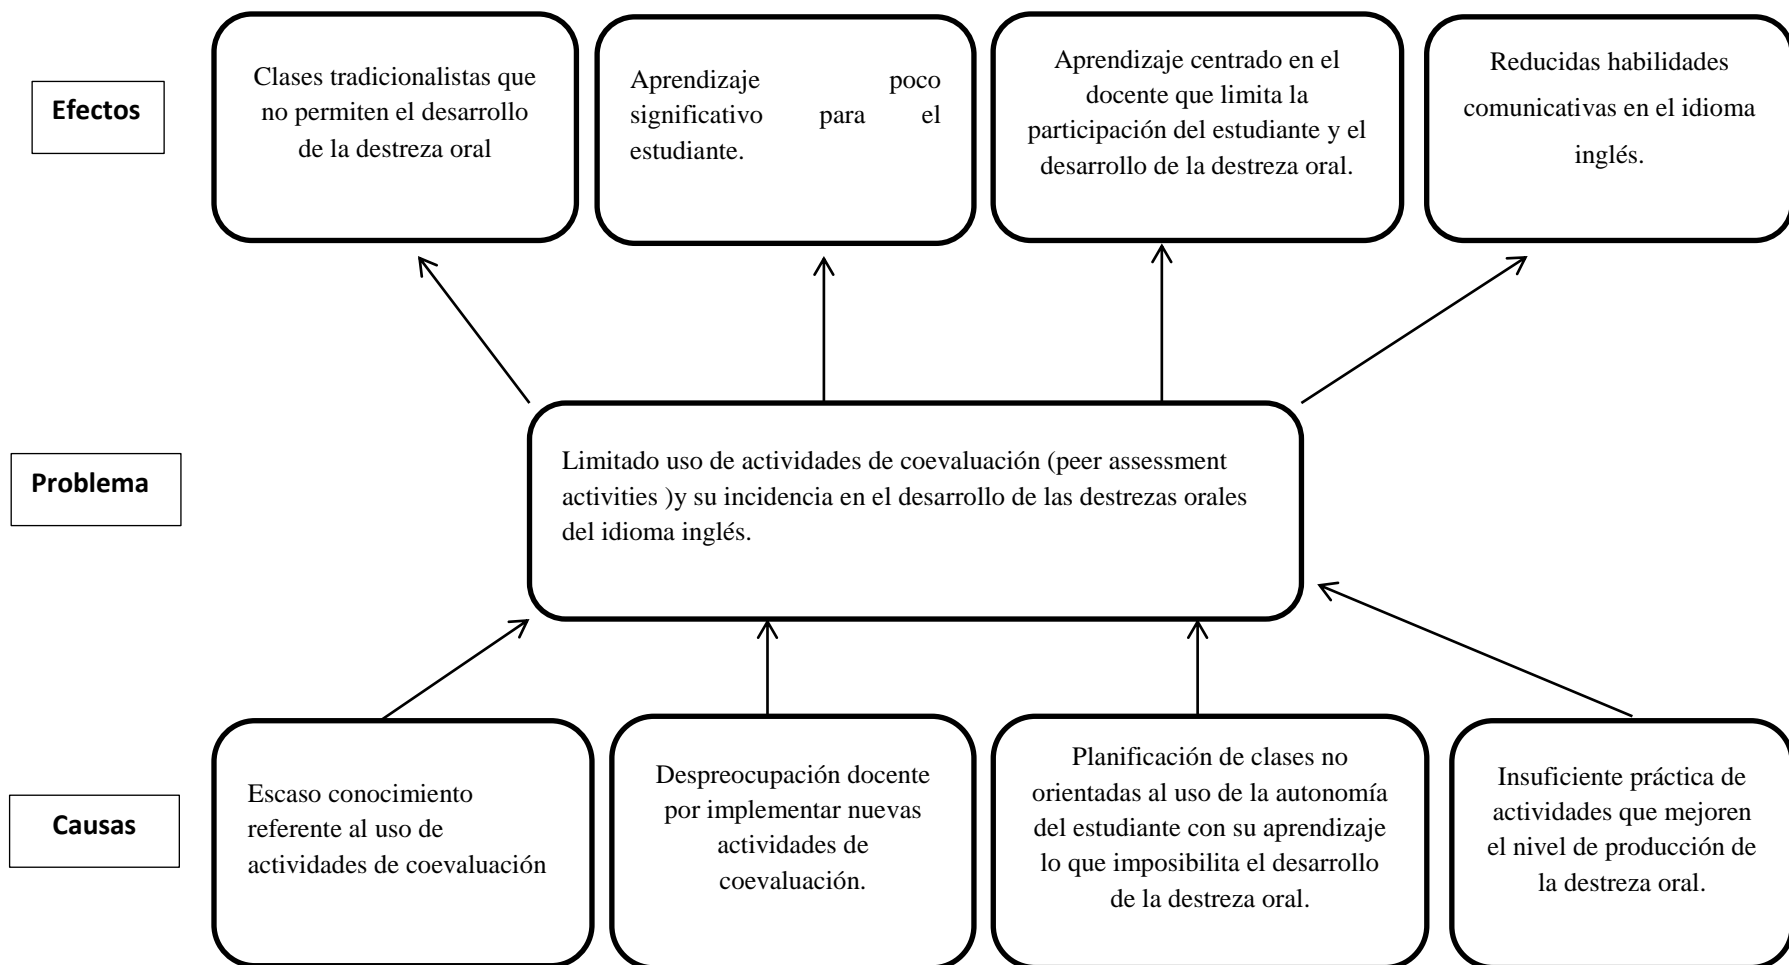 Efectos
Clases tradicionalistas que
no permiten el desarrollo
de la destreza oral
Aprendizaje poco
significativo para el
estudiante.
Aprendizaje centrado en el
docente que limita la
participación del estudiante y el
desarrollo de la destreza oral.
Reducidas habilidades
comunicativas en el idioma
inglés.
Problema
Limitado uso de actividades de coevaluación (peer assessment
activities )y su incidencia en el desarrollo de las destrezas orales
del idioma inglés.
Causas
Escaso conocimiento
referente al uso de
actividades de coevaluación
Despreocupación docente
por implementar nuevas
actividades de
coevaluación.
Planificación de clases no
orientadas al uso de la autonomía
del estudiante con su aprendizaje
lo que imposibilita el desarrollo
de la destreza oral.
Insuficiente práctica de
actividades que mejoren
el nivel de producción de
la destreza oral.